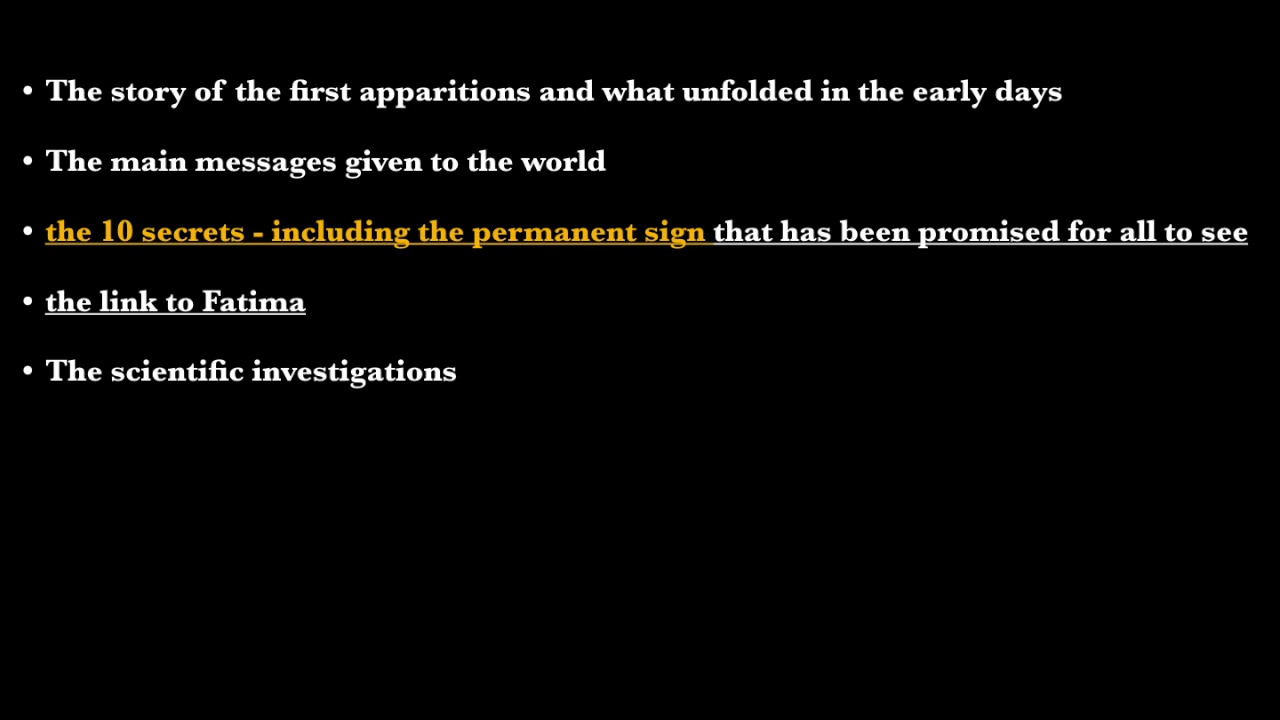 • The story of the first apparitions and what unfolded in the early days
• The main messages given to the world
• the 10 secrets - including the permanent sign that has been promised for all to see
• the link to Fatima
• The scientific investigations